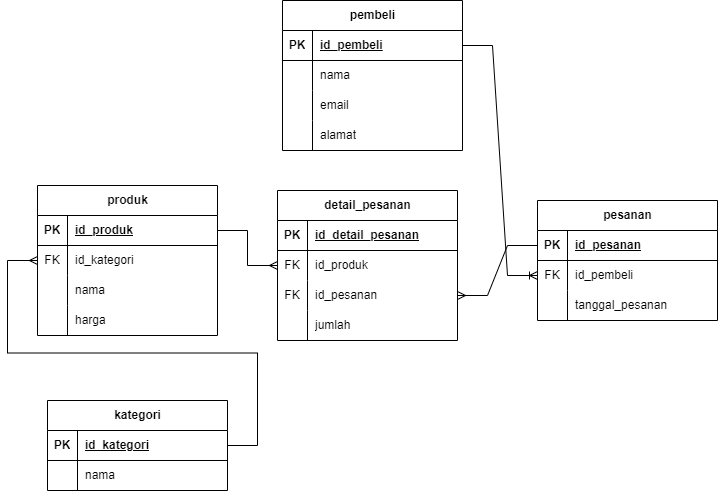 pembeli
PK id_pembeli
nama
email
alamat
produk
PK id_produk
FK id_kategori
nama
harga
detail_pesanan
PK id_detail_pesanan
FK id_produk
FK id_pesanan
jumlah
pesanan
PK id_pesanan
FK id_pembeli
tanggal_pesanan
kategori
PK id_kategori
nama